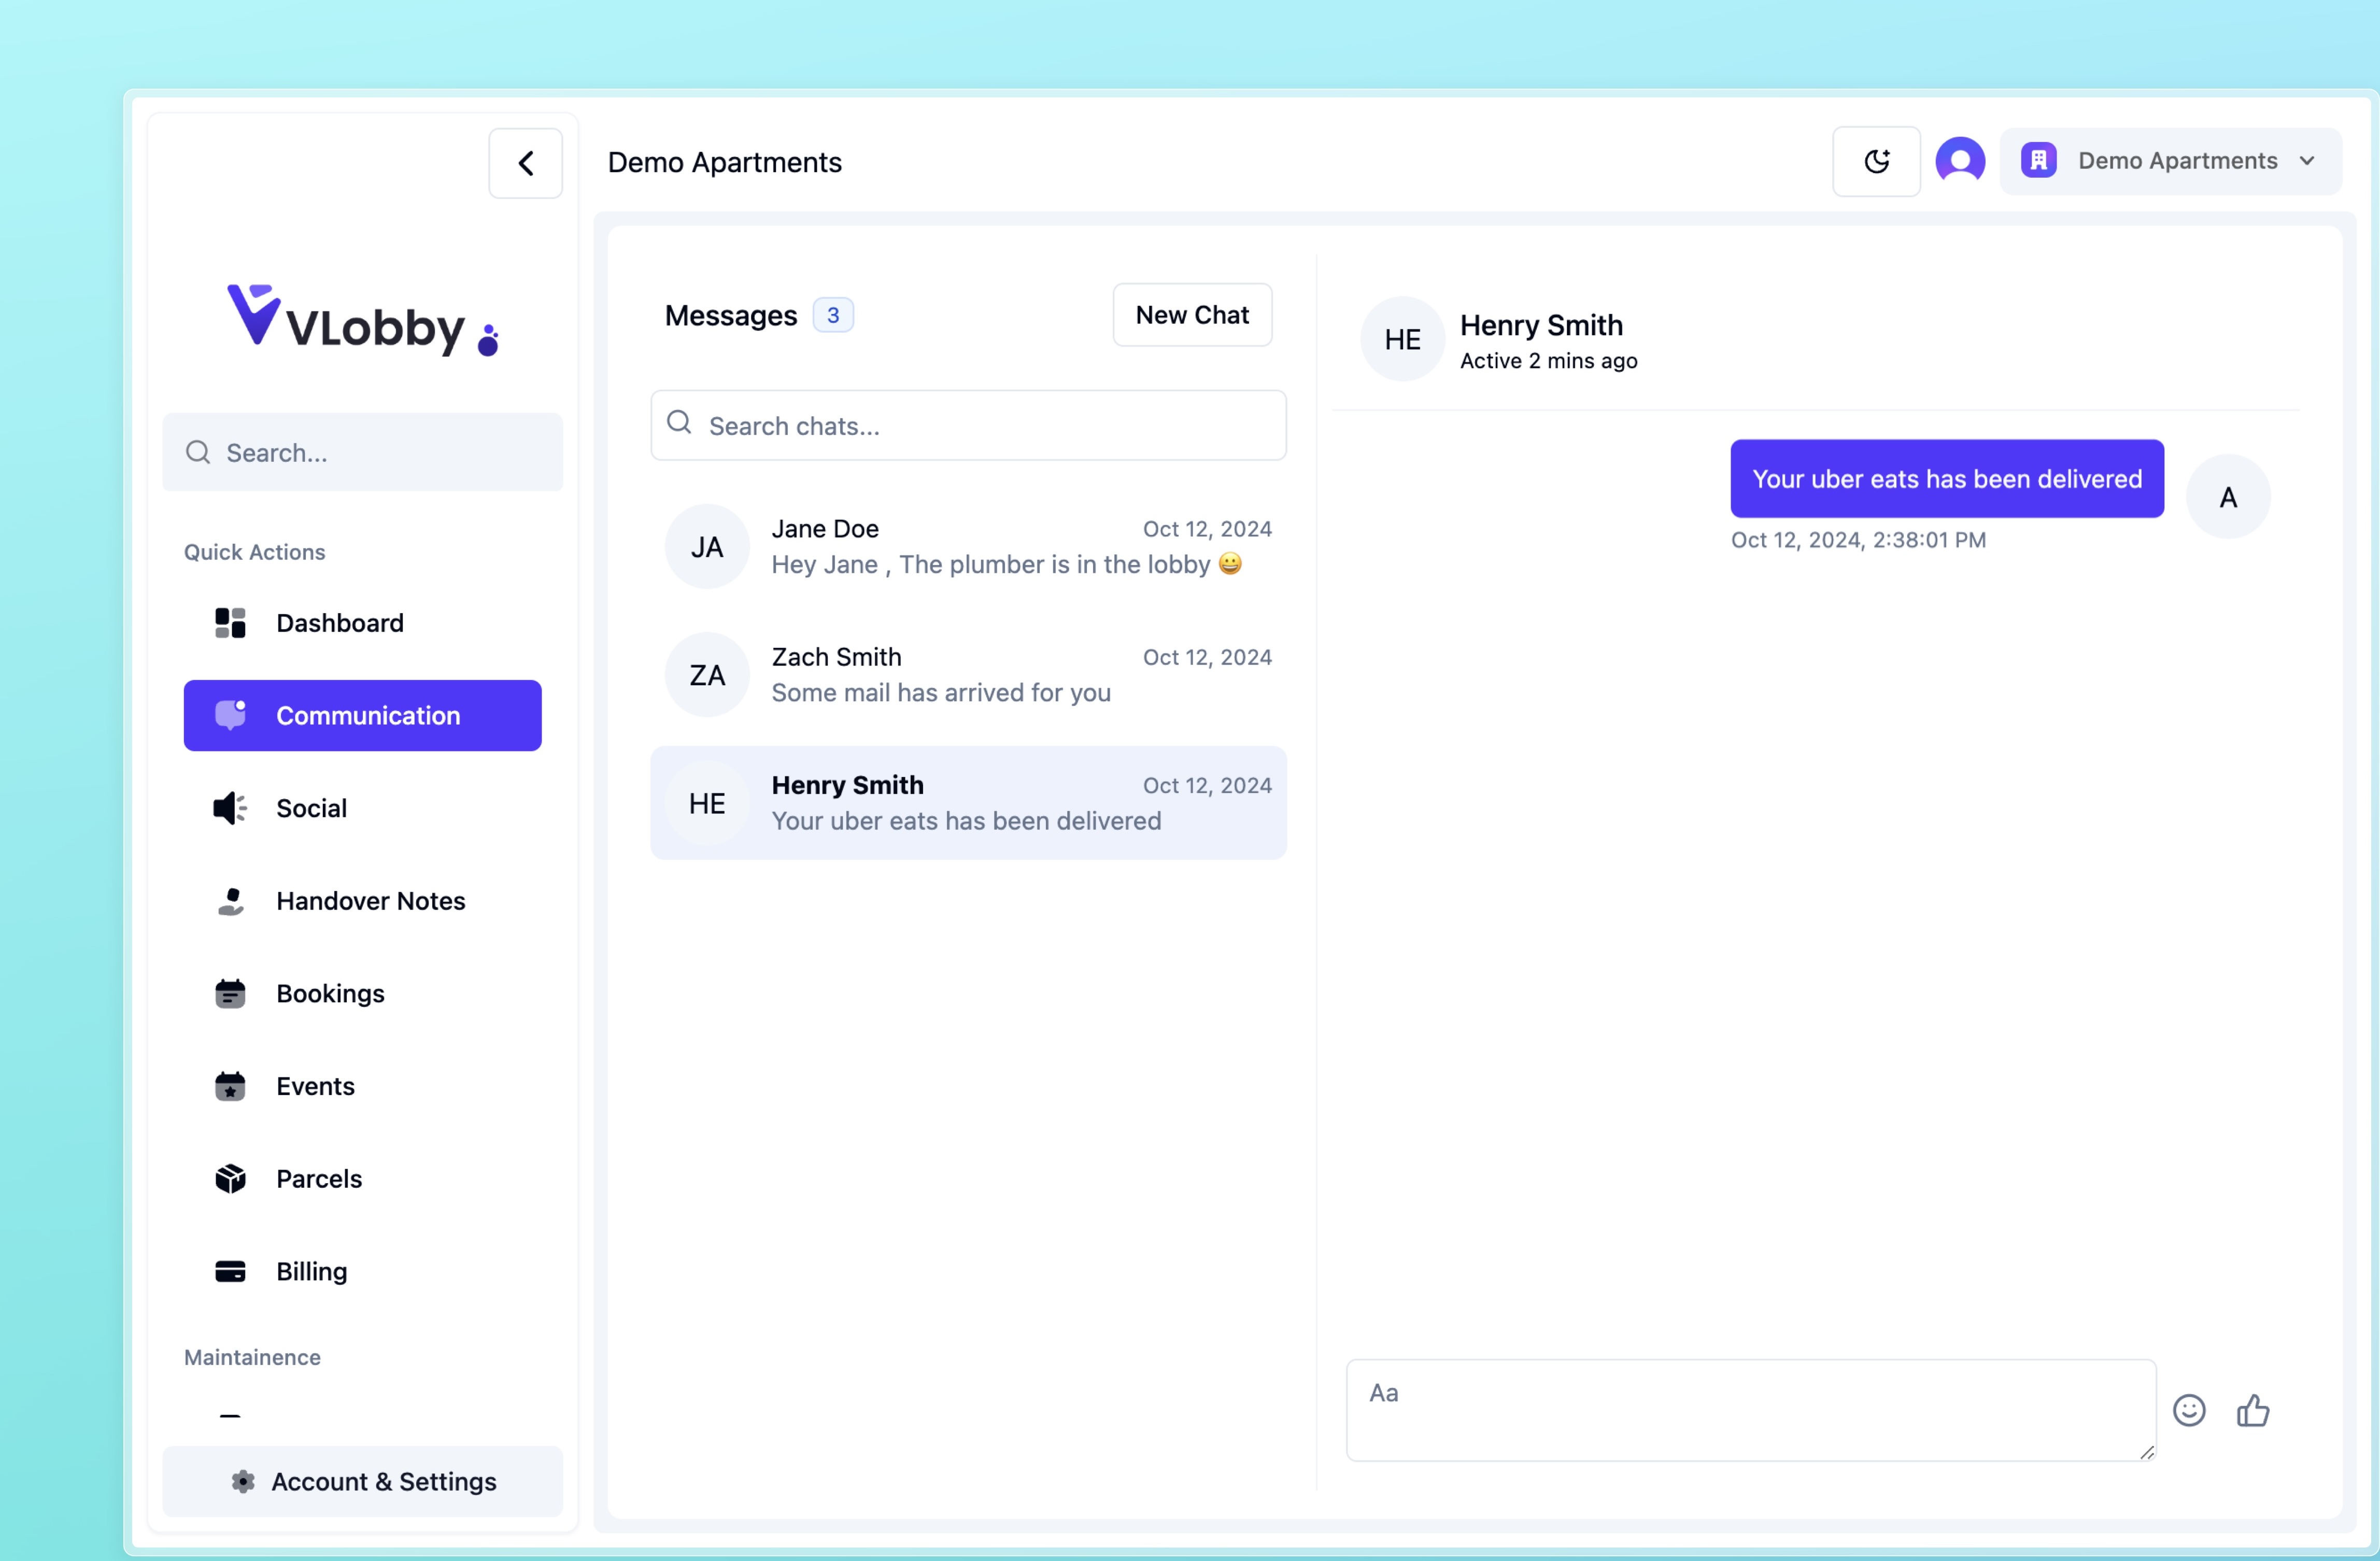 Demo Apartments
Demo Apartments
VLobby
Search...
Quick Actions
Dashboard
Communication
Social
Handover Notes
Bookings
Events
Parcels
Billing
Maintainence
Account & Settings
Messages 3
New Chat
Search chats...
JA
Jane Doe Oct 12, 2024
Hey Jane , The plumber is in the lobby 😀
ZA
Zach Smith Oct 12, 2024
Some mail has arrived for you
HE
Henry Smith Oct 12, 2024
Your uber eats has been delivered
HE
Henry Smith
Active 2 mins ago
Your uber eats has been delivered
A
Oct 12, 2024, 2:38:01 PM
Aa